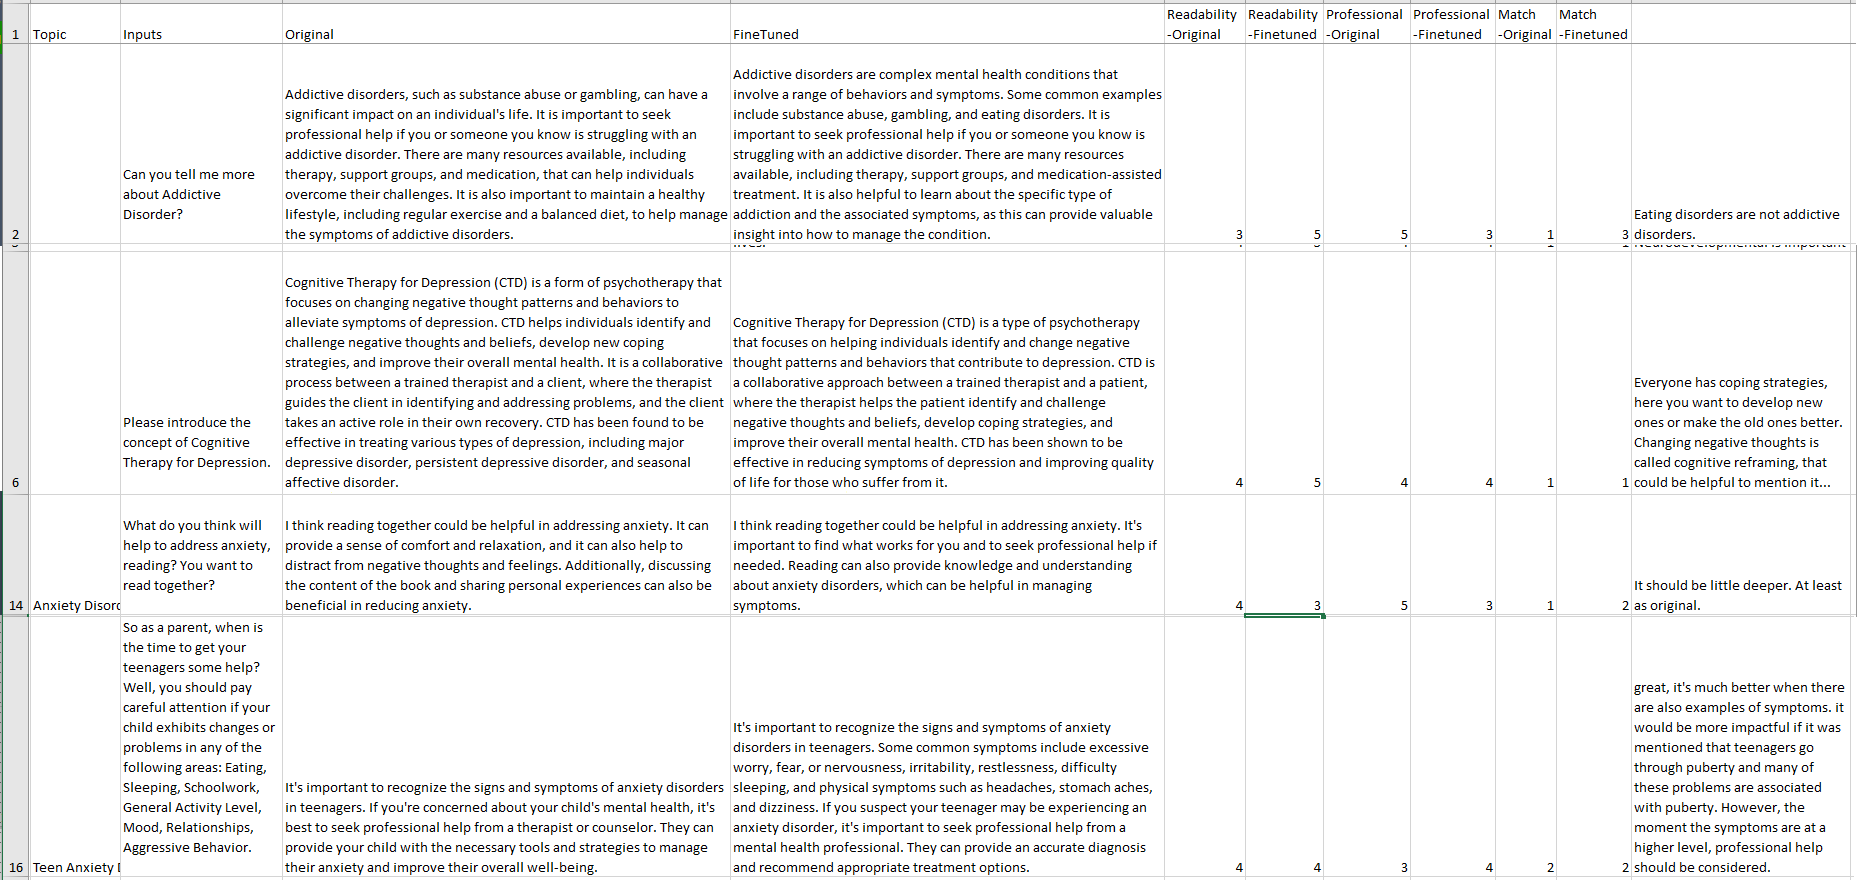 1 Topic Inputs Original FineTuned Readability -Original Readability -Finetuned Professional -Original Professional -Finetuned Match -Original Match -Finetuned
2
Can you tell me more
about Addictive
Disorder?
Addictive disorders, such as substance abuse or gambling, can have a
significant impact on an individual's life. It is important to seek
professional help if you or someone you know is struggling with an
addictive disorder. There are many resources available, including
therapy, support groups, and medication, that can help individuals
overcome their challenges. It is also important to maintain a healthy
lifestyle, including regular exercise and a balanced diet, to help manage
the symptoms of addictive disorders.
Addictive disorders are complex mental health conditions that
involve a range of behaviors and symptoms. Some common examples
include substance abuse, gambling, and eating disorders. It is
important to seek professional help if you or someone you know is
struggling with an addictive disorder. There are many resources
available, including therapy, support groups, and medication-assisted
treatment. It is also helpful to learn about the specific type of
addiction and the associated symptoms, as this can provide valuable
insight into how to manage the condition.
3 5 5 3 1 3
Eating disorders are not addictive
disorders.
6
Please introduce the
concept of Cognitive
Therapy for Depression.
Cognitive Therapy for Depression (CTD) is a form of psychotherapy that
focuses on changing negative thought patterns and behaviors to
alleviate symptoms of depression. CTD helps individuals identify and
challenge negative thoughts and beliefs, develop new coping
strategies, and improve their overall mental health. It is a collaborative
process between a trained therapist and a client, where the therapist
guides the client in identifying and addressing problems, and the client
takes an active role in their own recovery. CTD has been found to be
effective in treating various types of depression, including major
depressive disorder, persistent depressive disorder, and seasonal
affective disorder.
Cognitive Therapy for Depression (CTD) is a type of psychotherapy
that focuses on helping individuals identify and change negative
thought patterns and behaviors that contribute to depression. CTD is
a collaborative approach between a trained therapist and a patient,
where the therapist helps the patient identify and challenge
negative thoughts and beliefs, develop coping strategies, and
improve their overall mental health. CTD has been shown to be
effective in reducing symptoms of depression and improving quality
of life for those who suffer from it.
4 5 4 4 1 1
Everyone has coping strategies,
here you want to develop new
ones or make the old ones better.
Changing negative thoughts is
called cognitive reframing, that
could be helpful to mention it...
14 Anxiety Disorc
What do you think will
help to address anxiety,
reading? You want to
read together?
I think reading together could be helpful in addressing anxiety. It can
provide a sense of comfort and relaxation, and it can also help to
distract from negative thoughts and feelings. Additionally, discussing
the content of the book and sharing personal experiences can also be
beneficial in reducing anxiety.
I think reading together could be helpful in addressing anxiety. It's
important to find what works for you and to seek professional help if
needed. Reading can also provide knowledge and understanding
about anxiety disorders, which can be helpful in managing
symptoms.
4 3 5 3 1 2
It should be little deeper. At least
as original.
16 Teen Anxiety
So as a parent, when is
the time to get your
teenagers some help?
Well, you should pay
careful attention if your
child exhibits changes or
problems in any of the
following areas: Eating,
Sleeping, Schoolwork,
General Activity Level,
Mood, Relationships,
Aggressive Behavior.
It's important to recognize the signs and symptoms of anxiety disorders
in teenagers. If you're concerned about your child's mental health, it's
best to seek professional help from a therapist or counselor. They can
provide your child with the necessary tools and strategies to manage
their anxiety and improve their overall well-being.
It's important to recognize the signs and symptoms of anxiety
disorders in teenagers. Some common symptoms include excessive
worry, fear, or nervousness, irritability, restlessness, difficulty
sleeping, and physical symptoms such as headaches, stomach aches,
and dizziness. If you suspect your teenager may be experiencing an
anxiety disorder, it's important to seek professional help from a
mental health professional. They can provide an accurate diagnosis
and recommend appropriate treatment options.
4 4 3 4 2 2
great, it's much better when there
are also examples of symptoms. it
would be more impactful if it was
mentioned that teenagers go
through puberty and many of
these problems are associated
with puberty. However, the
moment the symptoms are at a
higher level, professional help
should be considered.